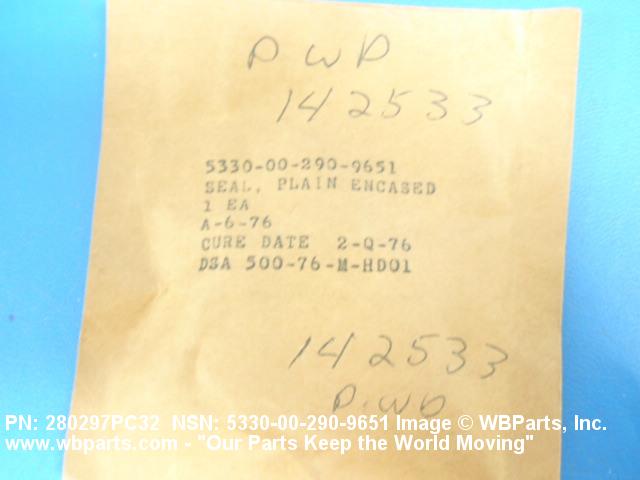 PWP
142533
5330-00-290-9651
SEAL, PLAIN ENCASED
1 EA
A-6-76
CURE DATE 2-Q-76
DSA 500-76-M-HD01
142533
P.WD
PN: 280297PC32 NSN: 5330-00-290-9651 Image © WBParts, Inc.
www.wbparts.com - "Our Parts Keep the World Moving"